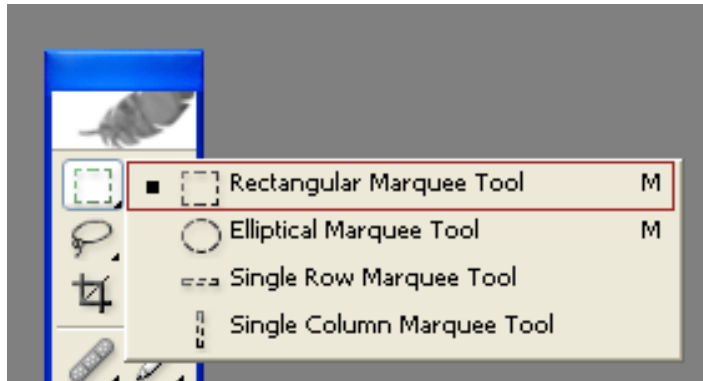 Rectangular Marquee Tool M
Elliptical Marquee Tool M
Single Row Marquee Tool
Single Column Marquee Tool